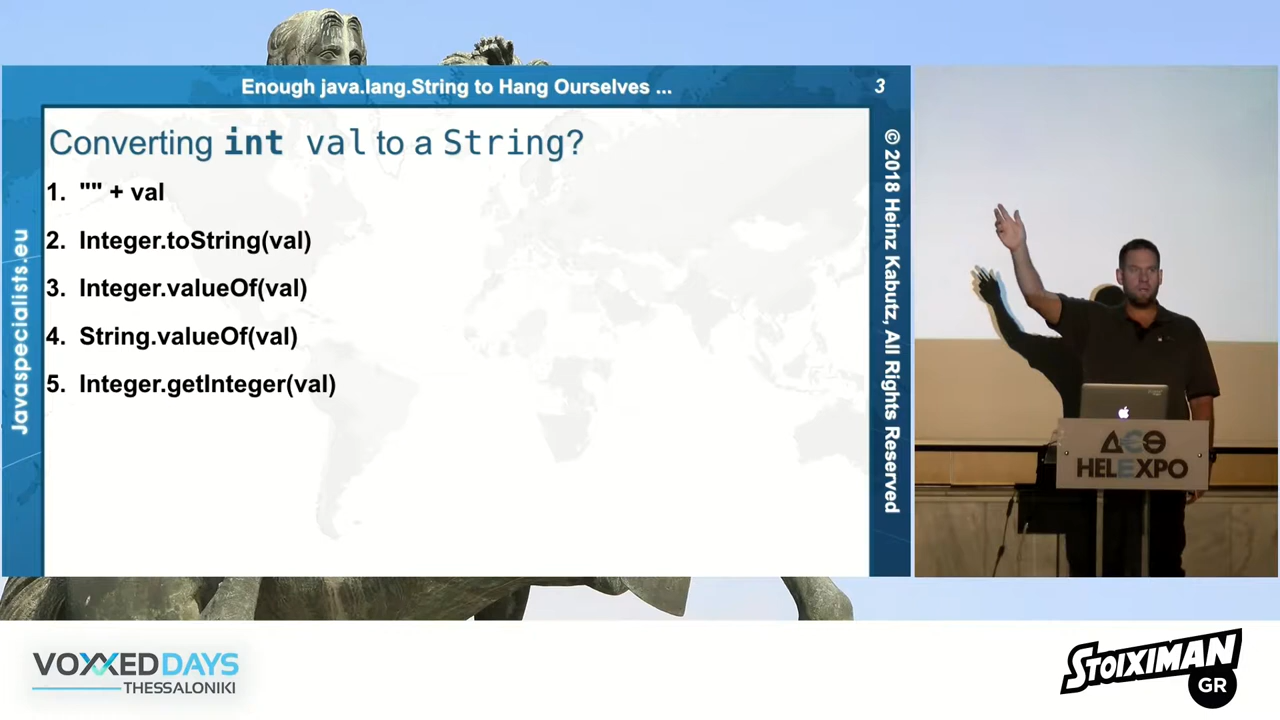 Enough java.lang.String to Hang Ourselves ...
3
Converting int val to a String?
1. "" + val
2. Integer.toString(val)
3. Integer.valueOf(val)
4. String.valueOf(val)
5. Integer.getInteger(val)
Javaspecialists.eu
© 2018 Heinz Kabutz, All Rights Reserved
ΔΕΘ
HELEXPO
VOXXED DAYS
THESSALONIKI
STOIXIMAN
GR